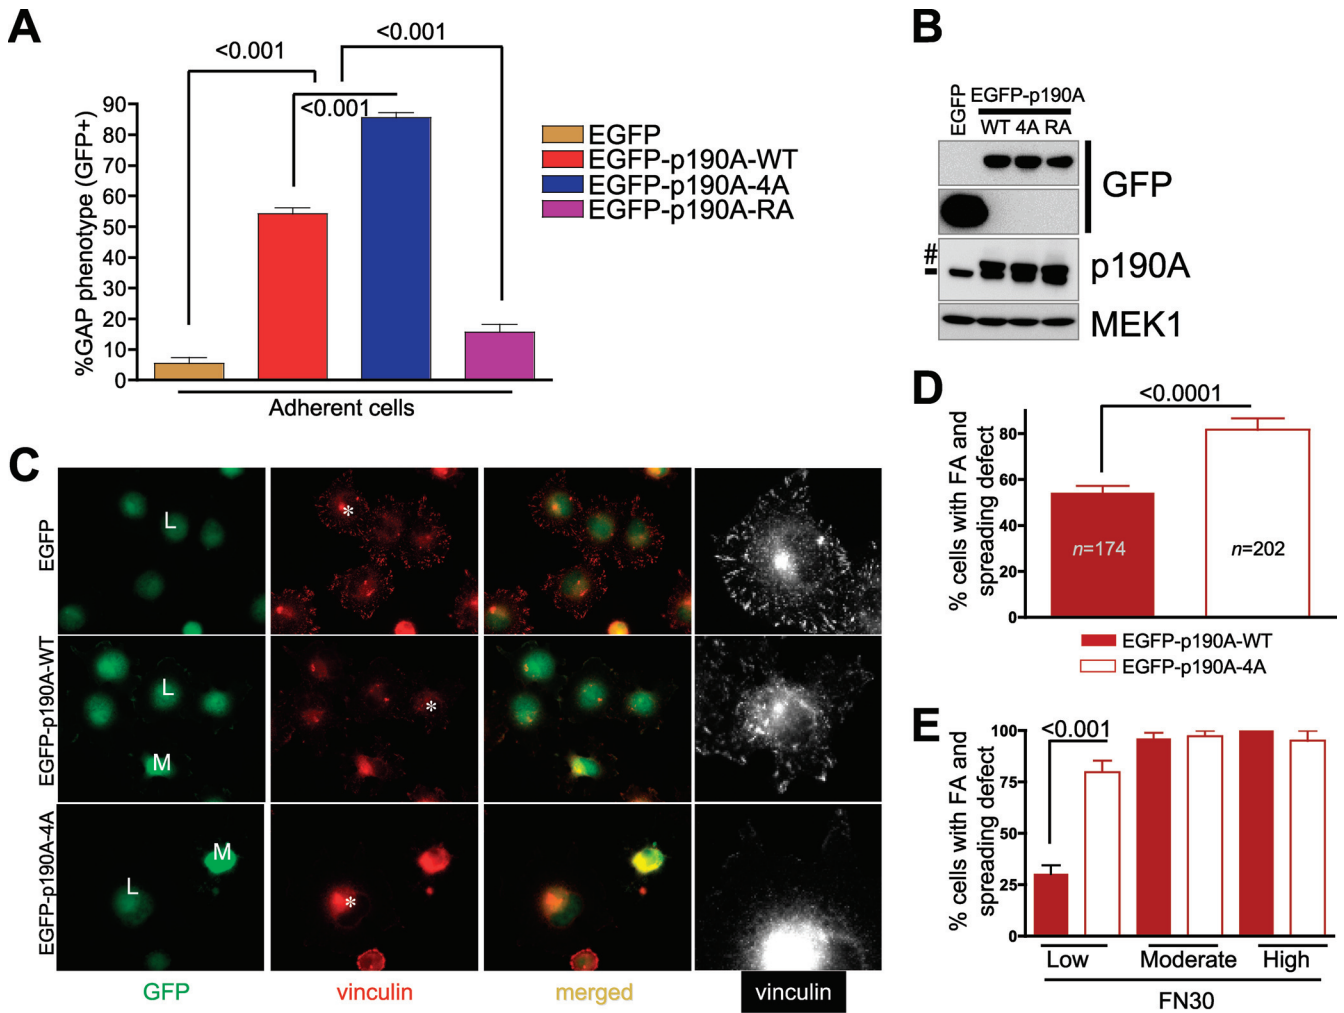 A
<0.001
<0.001
<0.001
%GAP phenotype (GFP+)
90
80
70
60
50
40
30
20
10
0
Adherent cells
EGFP
EGFP-p190A-WT
EGFP-p190A-4A
EGFP-p190A-RA
B
EGFP
EGFP-p190A
WT 4A RA
GFP
#
p190A
MEK1
C
EGFP
L
*
EGFP-p190A-WT
L
M
*
EGFP-p190A-4A
L
M
*
GFP
vinculin
merged
vinculin
D
<0.0001
% cells with FA and
spreading defect
80
60
40
20
0
n=174
n=202
EGFP-p190A-WT
EGFP-p190A-4A
E
<0.001
% cells with FA and
spreading defect
100
75
50
25
0
Low
Moderate
High
FN30